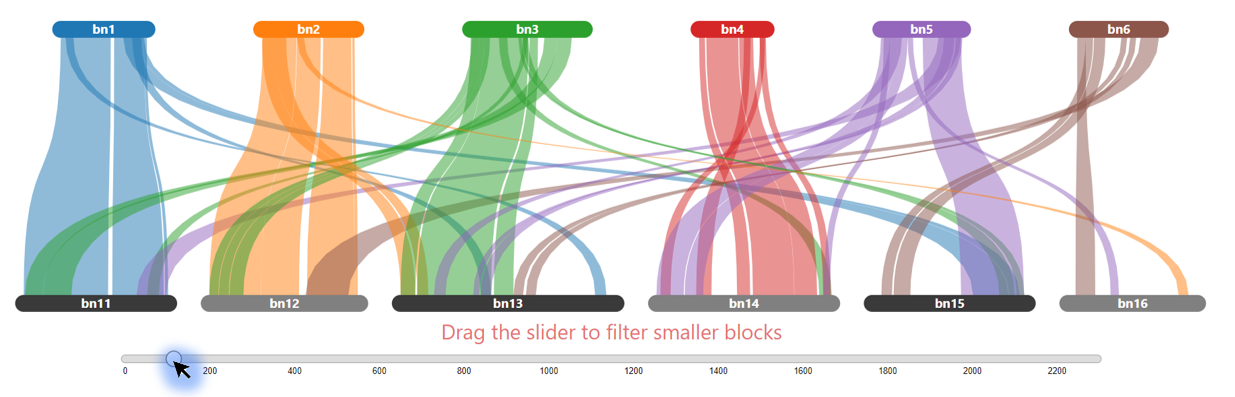 bn1 bn2 bn3 bn4 bn5 bn6
bn11 bn12 bn13 bn14 bn15 bn16
Drag the slider to filter smaller blocks
0 200 400 600 800 1000 1200 1400 1600 1800 2000 2200